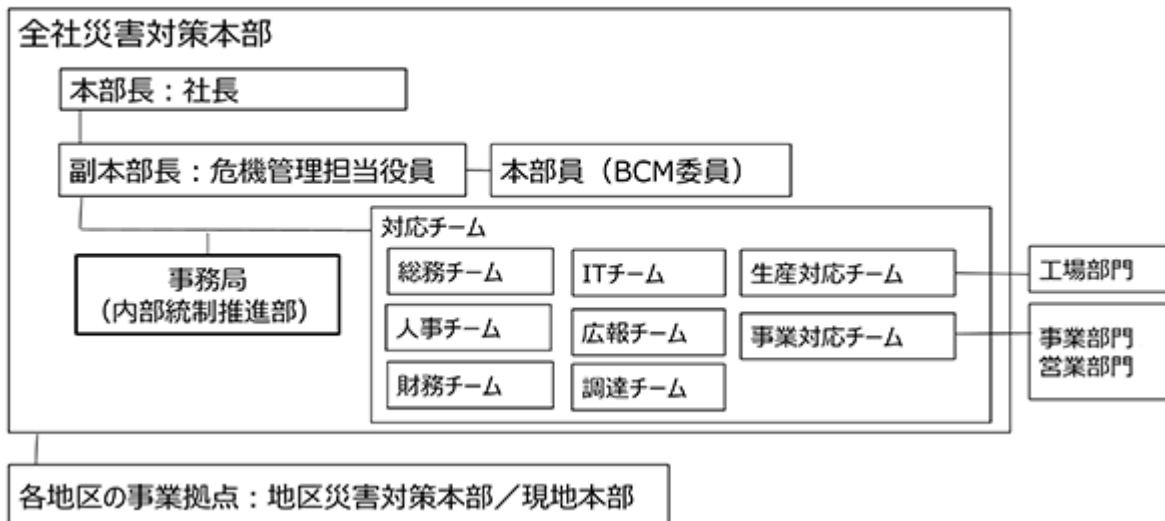 全社災害対策本部
本部長：社長
副本部長：危機管理担当役員
本部員（BCM委員）
事務局
（内部統制推進部）
対応チーム
総務チーム
ITチーム
生産対応チーム
人事チーム
広報チーム
事業対応チーム
財務チーム
調達チーム
工場部門
事業部門
営業部門
各地区の事業拠点：地区災害対策本部／現地本部